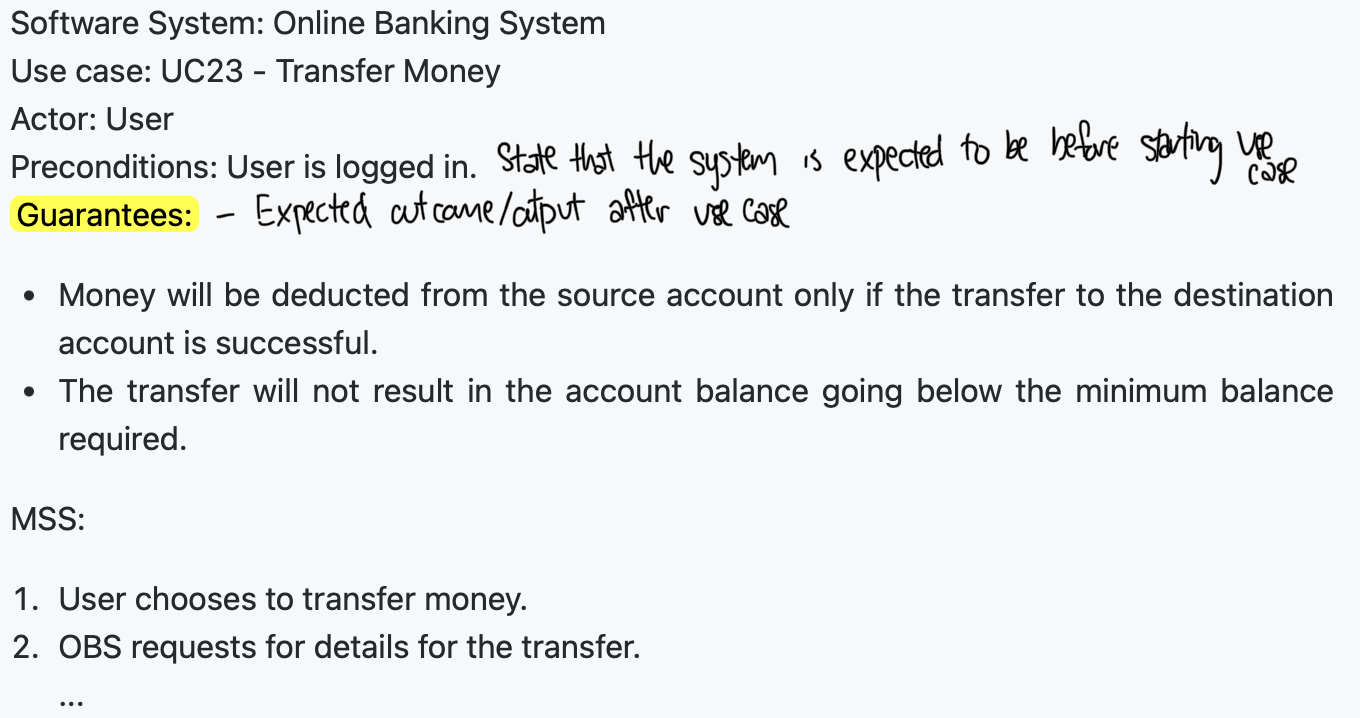 Software System: Online Banking System
Use case: UC23 - Transfer Money
Actor: User
Preconditions: User is logged in. State that the system is expected to be before starting use case
Guarantees: - Expected outcome/output after use case
• Money will be deducted from the source account only if the transfer to the destination
account is successful.
• The transfer will not result in the account balance going below the minimum balance
required.
MSS:
1. User chooses to transfer money.
2. OBS requests for details for the transfer.
...